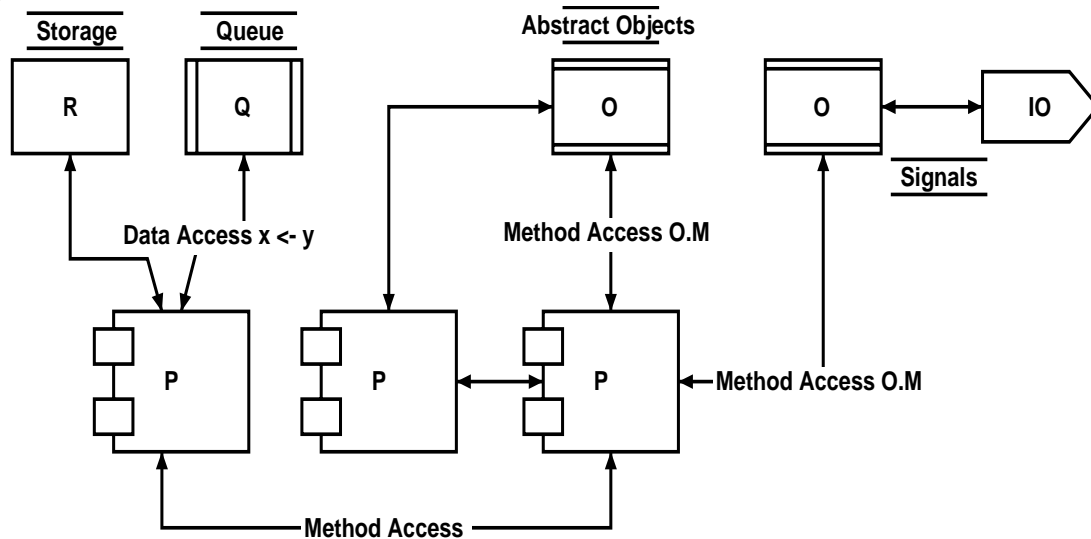 Storage
Queue
Abstract Objects
R
Q
O
O
IO
Signals
Data Access x <- y
Method Access O.M
P
P
P
Method Access O.M
Method Access